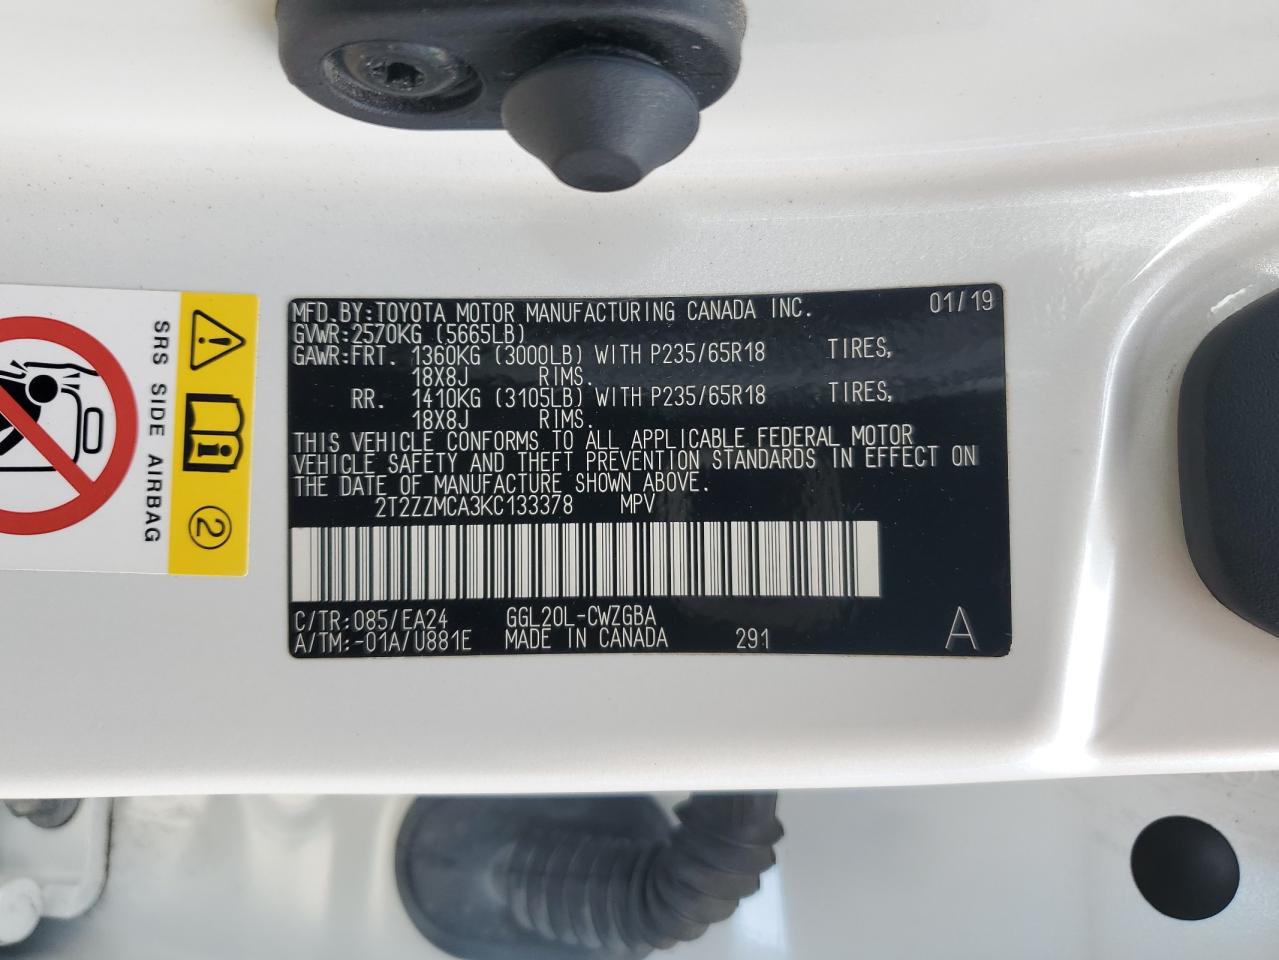 MFD.BY:TOYOTA MOTOR MANUFACTURING CANADA INC. 01/19
GVWR:2570KG (5665LB)
GAWR:FRT. 1360KG (3000LB) WITH P235/65R18 TIRES,
18X8J RIMS.
RR. 1410KG (3105LB) WITH P235/65R18 TIRES,
18X8J RIMS.
THIS VEHICLE CONFORMS TO ALL APPLICABLE FEDERAL MOTOR
VEHICLE SAFETY AND THEFT PREVENTION STANDARDS IN EFFECT ON
THE DATE OF MANUFACTURE SHOWN ABOVE.
2T2ZZMCA3KC133378 MPV
C/TR:085/EA24 GGL20L-CWZGBA
A/TM:-01A/U881E MADE IN CANADA 291 A
SRS SIDE AIRBAG
2